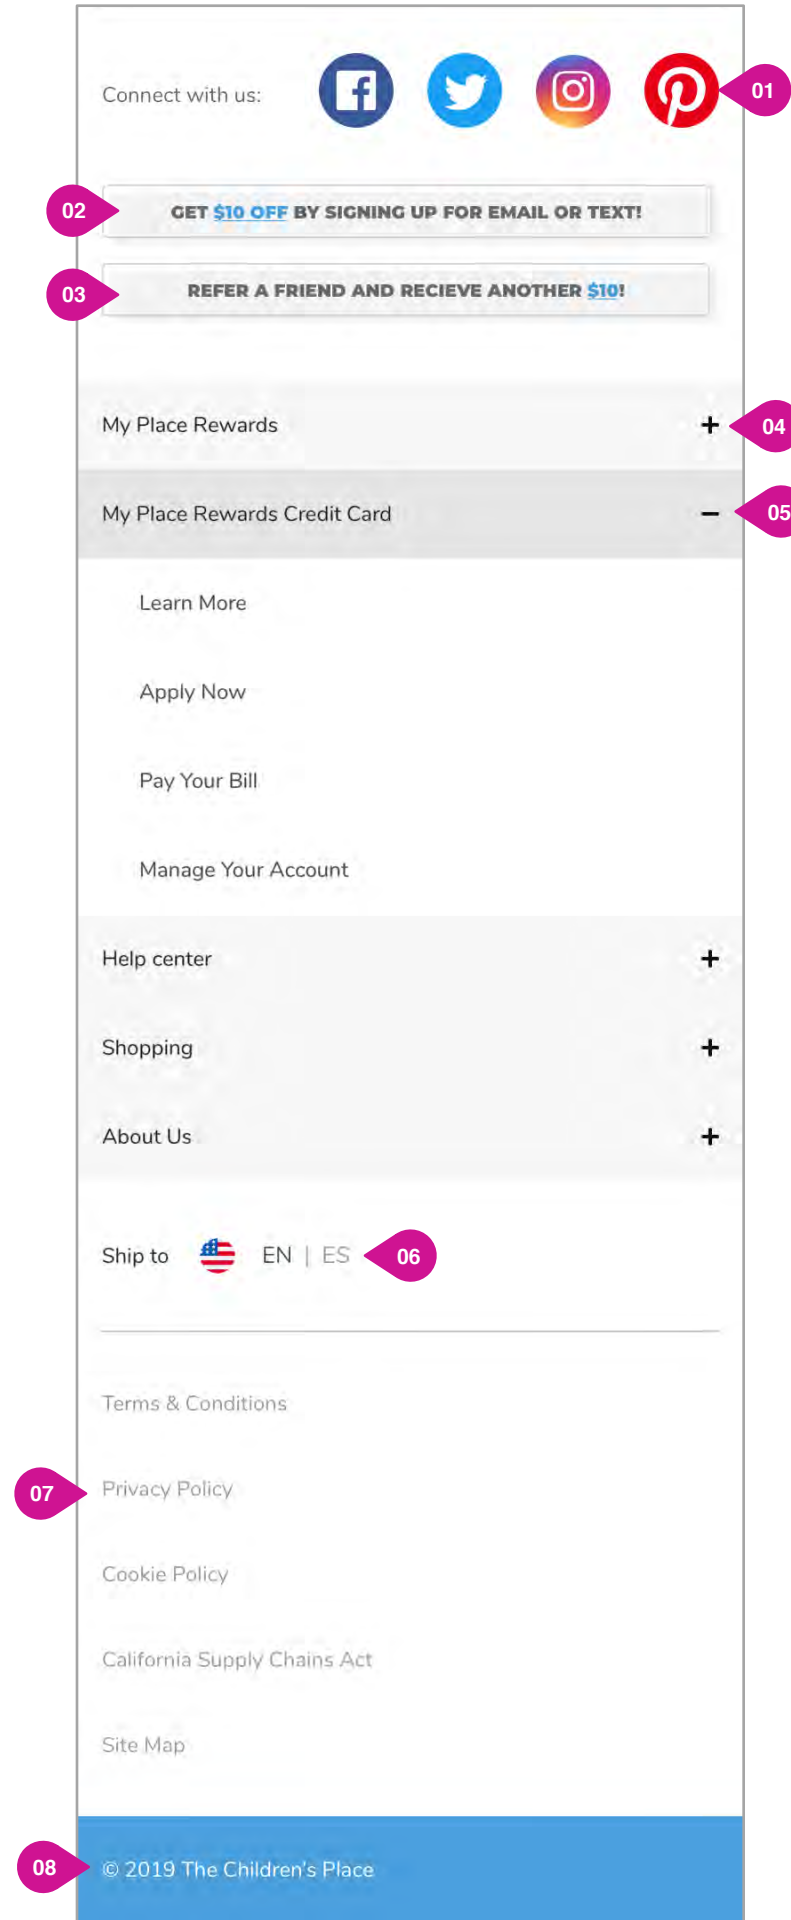 Connect with us:
01
02
GET $10 OFF BY SIGNING UP FOR EMAIL OR TEXT!
03
REFER A FRIEND AND RECIEVE ANOTHER $10!
My Place Rewards
+
04
My Place Rewards Credit Card
–
05
Learn More
Apply Now
Pay Your Bill
Manage Your Account
Help center
+
Shopping
+
About Us
+
Ship to EN | ES
06
Terms & Conditions
07
Privacy Policy
Cookie Policy
California Supply Chains Act
Site Map
08
© 2019 The Children's Place